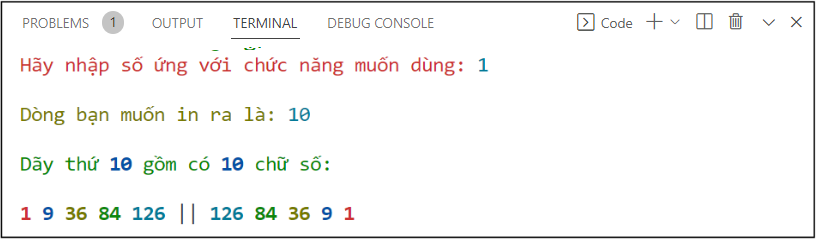 PROBLEMS 1 OUTPUT TERMINAL DEBUG CONSOLE Code
Hãy nhập số ứng với chức năng muốn dùng: 1
Dòng bạn muốn in ra là: 10
Dãy thứ 10 gồm có 10 chữ số:
1 9 36 84 126 || 126 84 36 9 1